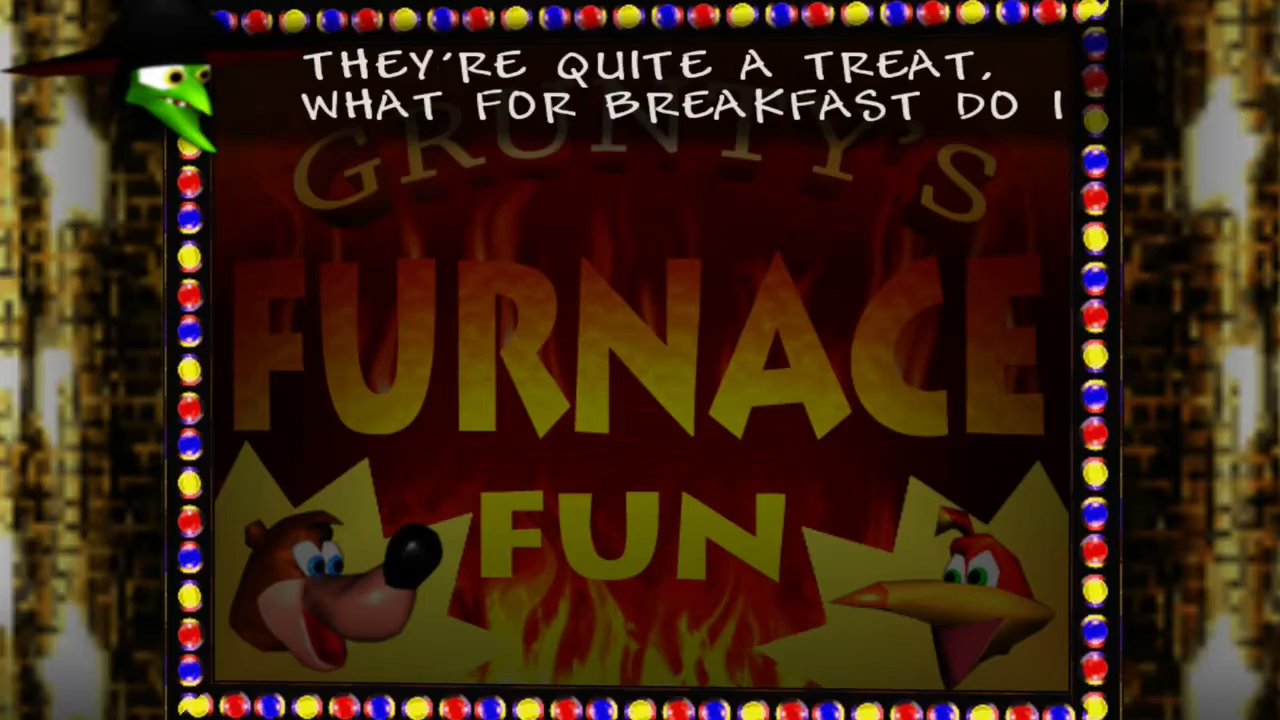 THEY'RE QUITE A TREAT,
WHAT FOR BREAKFAST DO I
GRUNTY'S
FURNACE
FUN